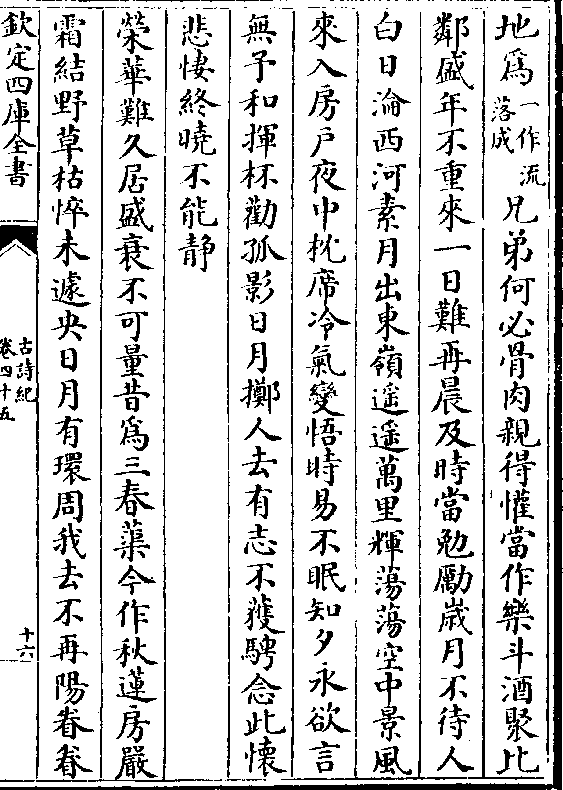 地爲一作流落成兄弟何必骨肉親得懽當作樂斗酒聚比
鄰盛年不重來一日難再晨及時當勉勵歲月不待人
白日淪西河素月出東嶺遥遥萬里輝蕩蕩空中景風
來入房戸夜中枕席冷氣變悟時易不眠知夕永欲言
無予和揮杯勸孤影日月擲人去有志不獲騁念此懐
悲悽終曉不能静
榮華難久居盛衰不可量昔爲三春蕖今作秋蓮房嚴
霜結野草枯悴未遽央日月有環周我去不再陽眷眷
欽定四庫全書
古詩紀
卷四十五
十六